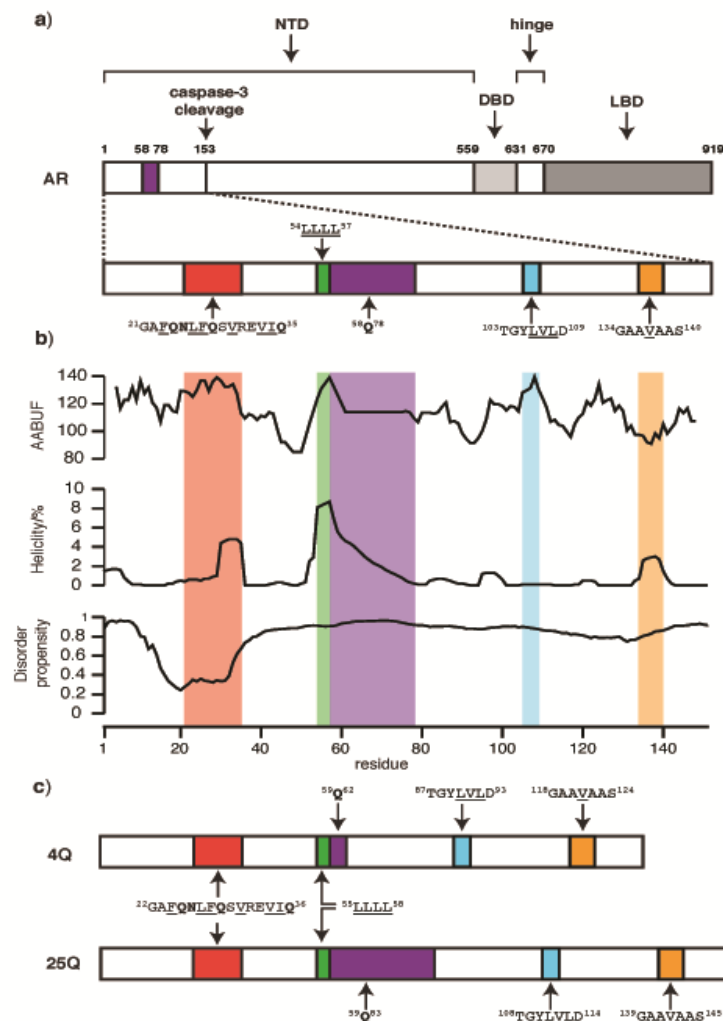 a)
NTD
hinge
caspase-3
cleavage
DBD
LBD
1 58 78 153 559 631 670 919
AR
54LLLL57
21GAFQNLFQSVREVIQ35
58Q78
103TGYLVLD109
134GAAVAAS140
b)
140
120
100
80
AABUF
10
8
6
4
2
0
Helicity/%
1
0.8
0.6
0.4
0.2
0
Disorder
propensity
1 20 40 60 80 100 120 140
residue
c)
59Q62
87TGYLVLD93
118GAAVAAS124
4Q
22GAFQNLFQSVREVIQ36
55LLLL58
25Q
59Q83
108TGYLVLD114
139GAAVAAS145